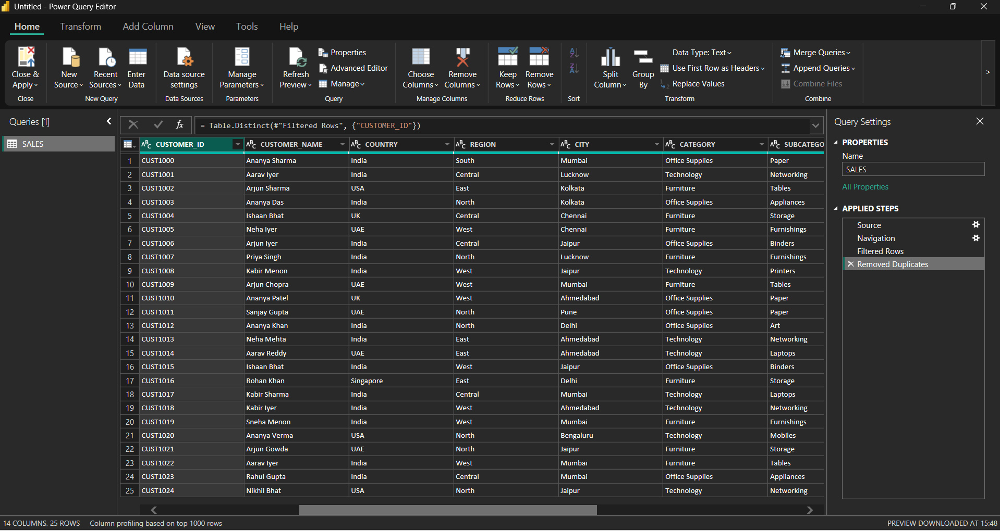 Untitled - Power Query Editor
Home Transform Add Column View Tools Help
Close & Apply
Close
New Source
Recent Sources
Enter Data
New Query
Data source settings
Data Sources
Manage Parameters
Parameters
Refresh Preview
Properties
Advanced Editor
Manage
Query
Choose Columns
Remove Columns
Manage Columns
Keep Rows
Remove Rows
Reduce Rows
Sort
Split Column
Group By
Data Type: Text
Use First Row as Headers
Replace Values
Transform
Merge Queries
Append Queries
Combine Files
Combine
Queries [1]
SALES
fx = Table.Distinct(#"Filtered Rows", {"CUSTOMER_ID"})
CUSTOMER_ID CUSTOMER_NAME COUNTRY REGION CITY CATEGORY SUBCATEGO
1 CUST1000 Ananya Sharma India South Mumbai Office Supplies Paper
2 CUST1001 Aarav Iyer India Central Lucknow Technology Networking
3 CUST1002 Arjun Sharma USA East Kolkata Furniture Tables
4 CUST1003 Ananya Das India North Kolkata Office Supplies Appliances
5 CUST1004 Ishaan Bhat UK Central Chennai Furniture Storage
6 CUST1005 Neha Iyer UAE West Chennai Furniture Furnishings
7 CUST1006 Arjun Iyer India Central Jaipur Office Supplies Binders
8 CUST1007 Priya Singh India North Lucknow Furniture Furnishings
9 CUST1008 Kabir Menon India West Jaipur Technology Printers
10 CUST1009 Arjun Chopra UAE West Mumbai Furniture Tables
11 CUST1010 Ananya Patel UK West Ahmedabad Office Supplies Paper
12 CUST1011 Sanjay Gupta UAE North Pune Office Supplies Paper
13 CUST1012 Ananya Khan India North Delhi Office Supplies Art
14 CUST1013 Neha Mehta India East Ahmedabad Technology Networking
15 CUST1014 Aarav Reddy UAE East Ahmedabad Technology Laptops
16 CUST1015 Ishaan Bhat India West Jaipur Office Supplies Binders
17 CUST1016 Rohan Khan Singapore East Delhi Furniture Storage
18 CUST1017 Kabir Sharma India Central Mumbai Technology Laptops
19 CUST1018 Kabir Iyer India West Ahmedabad Technology Networking
20 CUST1019 Sneha Menon India West Mumbai Furniture Furnishings
21 CUST1020 Ananya Verma USA North Bengaluru Technology Mobiles
22 CUST1021 Arjun Gowda UAE North Jaipur Furniture Storage
23 CUST1022 Aarav Iyer India West Mumbai Furniture Tables
24 CUST1023 Rahul Gupta India Central Mumbai Office Supplies Appliances
25 CUST1024 Nikhil Bhat USA North Jaipur Technology Networking
Query Settings
PROPERTIES
Name
SALES
All Properties
APPLIED STEPS
Source
Navigation
Filtered Rows
Removed Duplicates
14 COLUMNS, 25 ROWS Column profiling based on top 1000 rows
PREVIEW DOWNLOADED AT 15:48